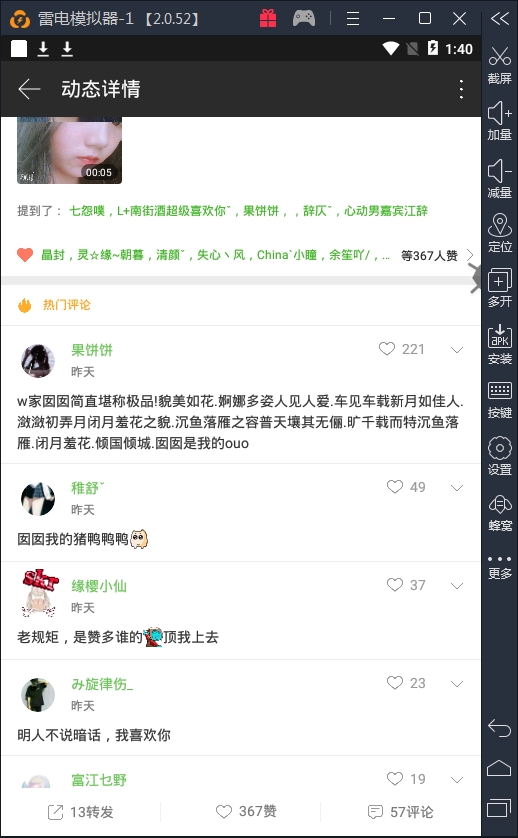 雷电模拟器-1 【2.0.52】
截屏
加量
减量
定位
多开
安装
APK
按键
设置
蜂窝
更多
1:40
动态详情
00:05
提到了： 七怨噗，L+南街酒超级喜欢你ˇ，果饼饼，，辞仄ˇ，心动男嘉宾江辞
晶封，灵☆缘~朝暮，清颜ˇ，失心丶风，China`小瞳，余笙吖/，... 等367人赞
热门评论
果饼饼 221
昨天
w家囡囡简直堪称极品!貌美如花.婀娜多姿人见人爱.车见车载新月如佳人.
潋潋初弄月闭月羞花之貌.沉鱼落雁之容普天壤其无俪.旷千载而特沉鱼落
雁.闭月羞花.倾国倾城.囡囡是我的ouo
稚舒ˇ 49
昨天
囡囡我的猪鸭鸭鸭
skr
缘樱小仙 37
昨天
老规矩，是赞多谁的顶我上去
み旋律伤_ 23
昨天
明人不说暗话，我喜欢你
富江乜野 19
13转发 367赞 57评论